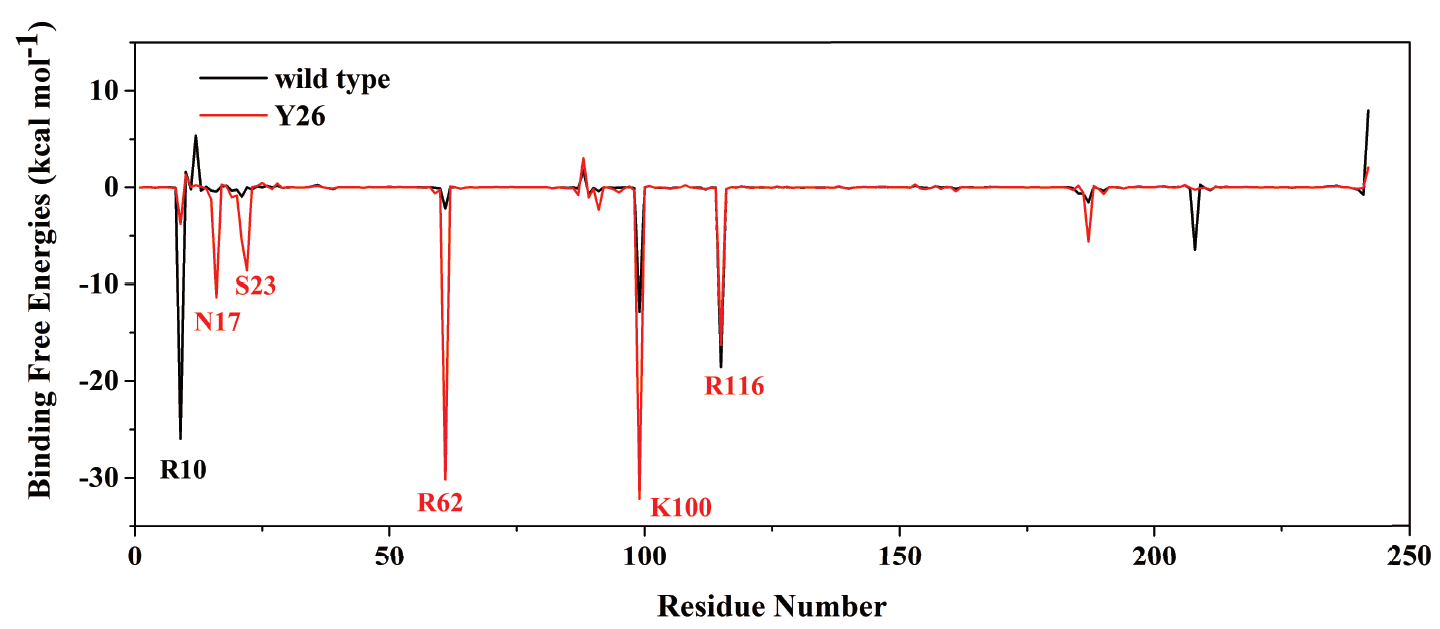 Binding Free Energies (kcal mol-1)
10
0
-10
-20
-30
wild type
Y26
S23
N17
R116
R10
R62
K100
0
50
100
150
200
250
Residue Number